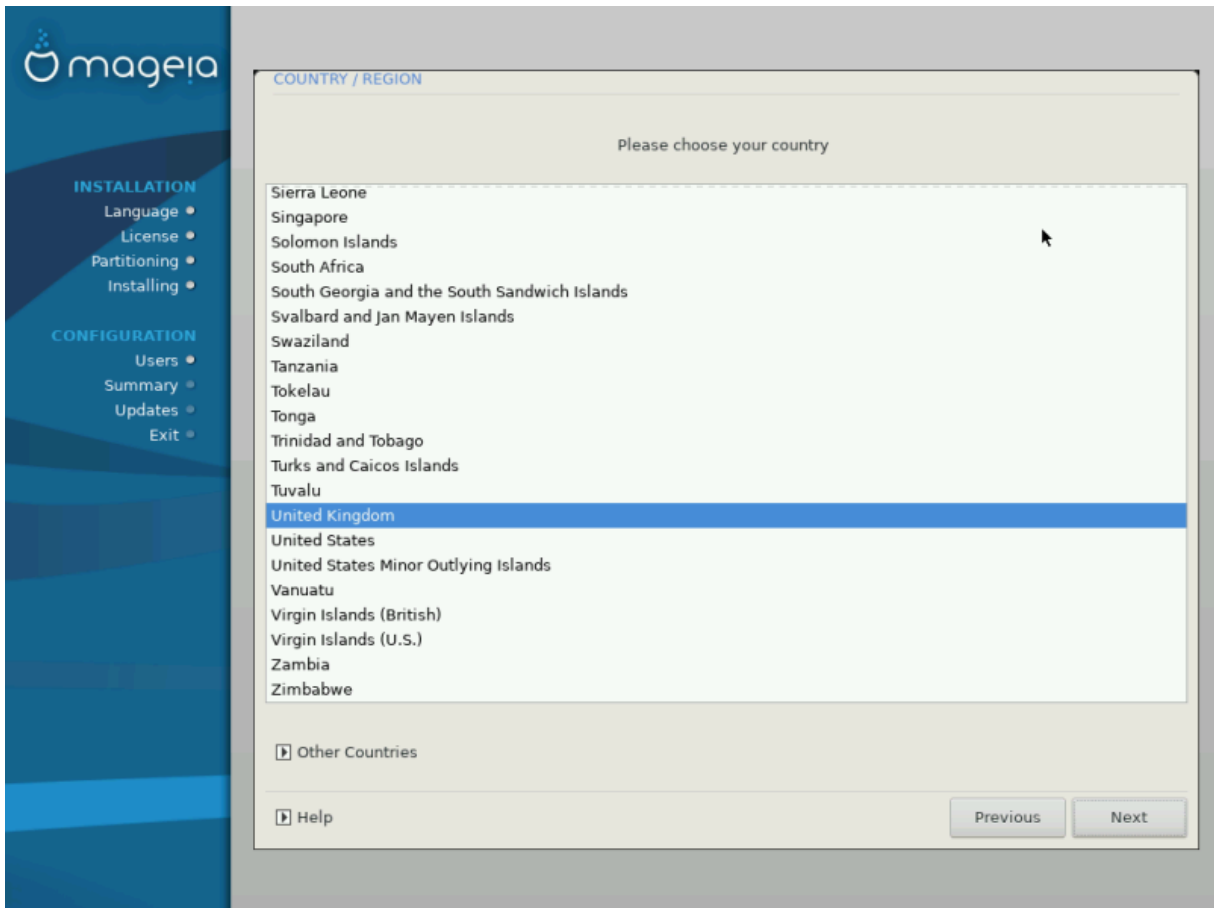 mageia
INSTALLATION
Language
License
Partitioning
Installing
CONFIGURATION
Users
Summary
Updates
Exit
COUNTRY / REGION
Please choose your country
Sierra Leone
Singapore
Solomon Islands
South Africa
South Georgia and the South Sandwich Islands
Svalbard and Jan Mayen Islands
Swaziland
Tanzania
Tokelau
Tonga
Trinidad and Tobago
Turks and Caicos Islands
Tuvalu
United Kingdom
United States
United States Minor Outlying Islands
Vanuatu
Virgin Islands (British)
Virgin Islands (U.S.)
Zambia
Zimbabwe
Other Countries
Help
Previous
Next